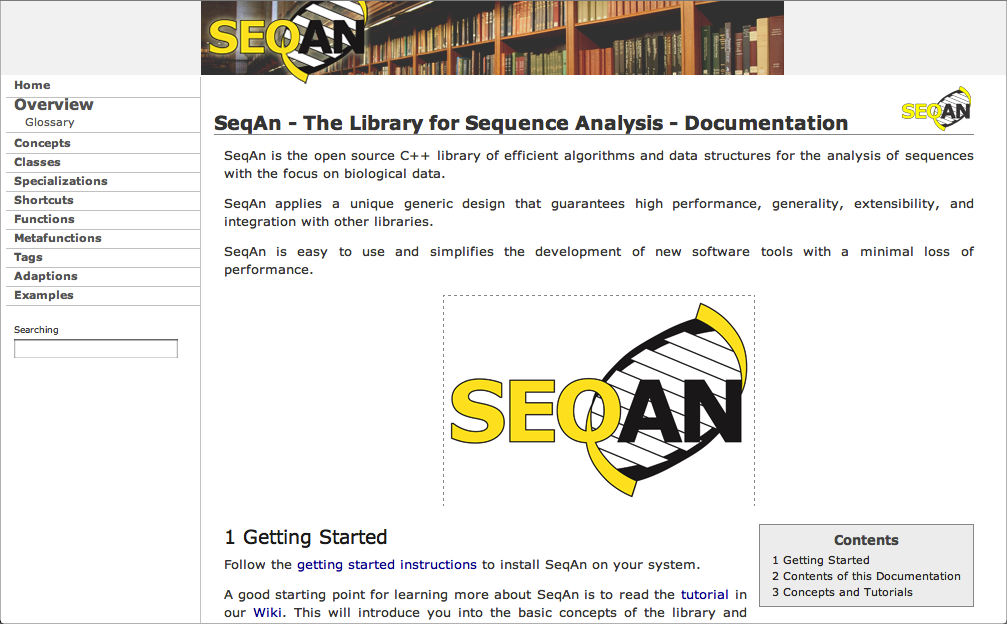 SEQAN
Home
Overview
Glossary
Concepts
Classes
Specializations
Shortcuts
Functions
Metafunctions
Tags
Adaptions
Examples
Searching
SEQAN
SeqAn - The Library for Sequence Analysis - Documentation
SeqAn is the open source C++ library of efficient algorithms and data structures for the analysis of sequences
with the focus on biological data.
SeqAn applies a unique generic design that guarantees high performance, generality, extensibility, and
integration with other libraries.
SeqAn is easy to use and simplifies the development of new software tools with a minimal loss of
performance.
SEQAN
1 Getting Started
Follow the getting started instructions to install SeqAn on your system.
A good starting point for learning more about SeqAn is to read the tutorial in
our Wiki. This will introduce you into the basic concepts of the library and
Contents
1 Getting Started
2 Contents of this Documentation
3 Concepts and Tutorials